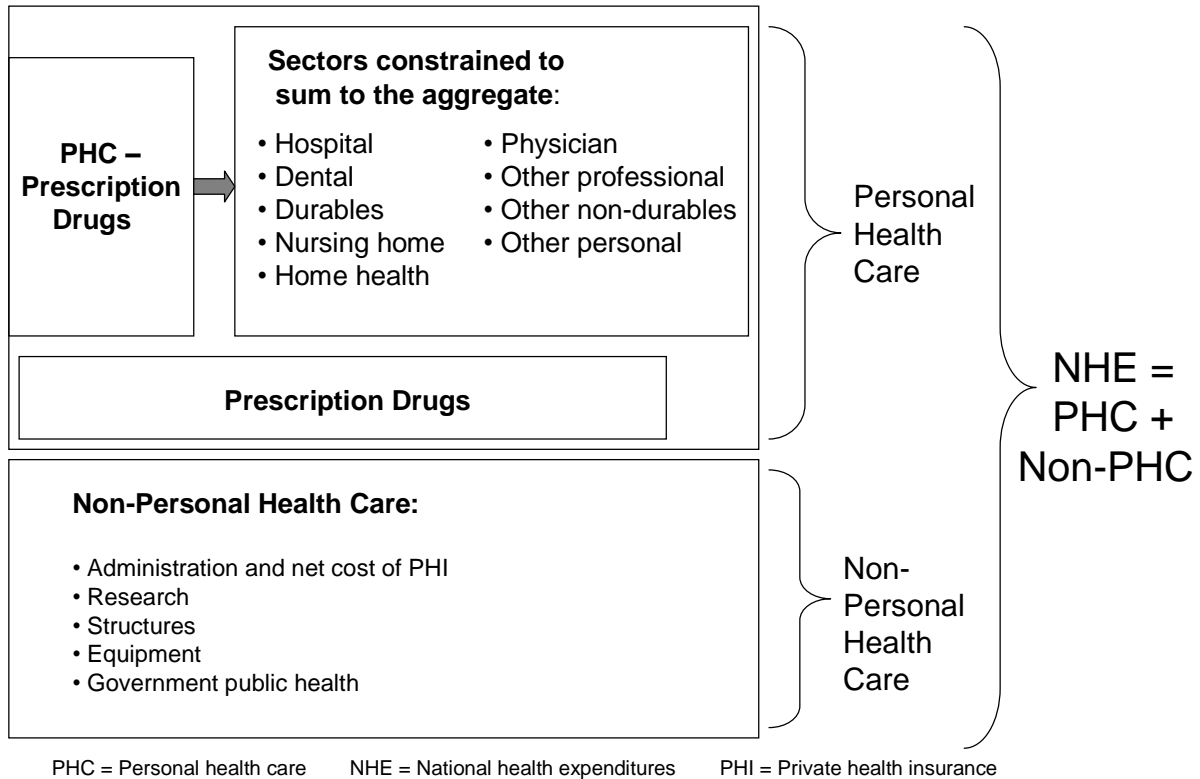 PHC –
Prescription
Drugs
Sectors constrained to
sum to the aggregate:
• Hospital
• Dental
• Durables
• Nursing home
• Home health
• Physician
• Other professional
• Other non-durables
• Other personal
Prescription Drugs
Personal
Health
Care
Non-Personal Health Care:
• Administration and net cost of PHI
• Research
• Structures
• Equipment
• Government public health
Non-
Personal
Health
Care
NHE =
PHC +
Non-PHC
PHC = Personal health care NHE = National health expenditures PHI = Private health insurance